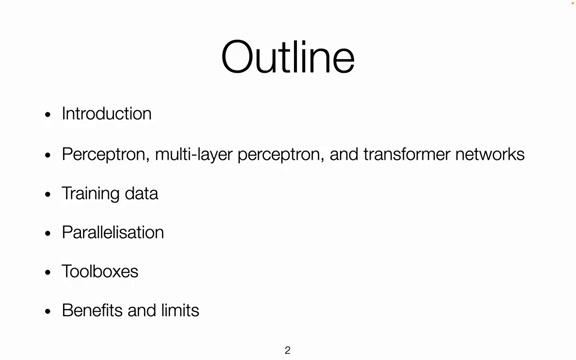 Outline
• Introduction
• Perceptron, multi-layer perceptron, and transformer networks
• Training data
• Parallelisation
• Toolboxes
• Benefits and limits
2